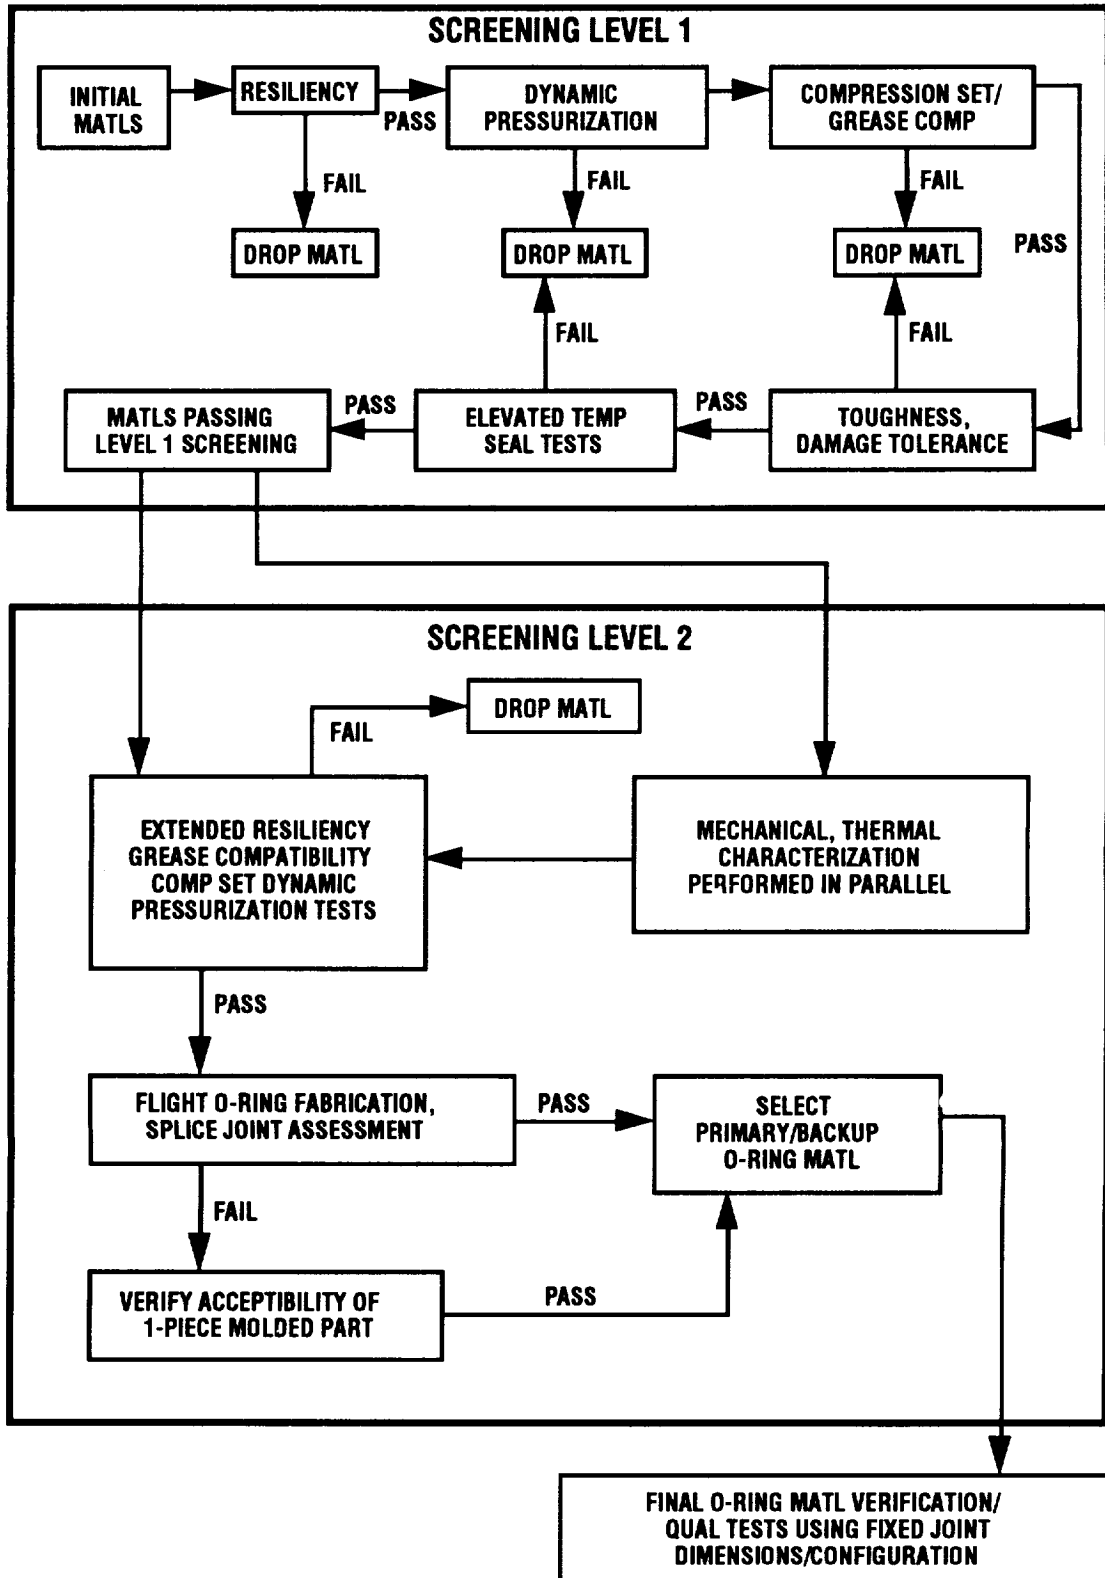 SCREENING LEVEL 1
INITIAL
MATLS
RESILIENCY
PASS
DYNAMIC
PRESSURIZATION
COMPRESSION SET/
GREASE COMP
FAIL
FAIL
FAIL
PASS
DROP MATL
DROP MATL
DROP MATL
FAIL
FAIL
MATLS PASSING
LEVEL 1 SCREENING
PASS
ELEVATED TEMP
SEAL TESTS
PASS
TOUGHNESS,
DAMAGE TOLERANCE
SCREENING LEVEL 2
DROP MATL
FAIL
EXTENDED RESILIENCY
GREASE COMPATIBILITY
COMP SET DYNAMIC
PRESSURIZATION TESTS
MECHANICAL, THERMAL
CHARACTERIZATION
PERFORMED IN PARALLEL
PASS
FLIGHT O-RING FABRICATION,
SPLICE JOINT ASSESSMENT
PASS
SELECT
PRIMARY/BACKUP
O-RING MATL
FAIL
VERIFY ACCEPTIBILITY OF
1-PIECE MOLDED PART
PASS
FINAL O-RING MATL VERIFICATION/
QUAL TESTS USING FIXED JOINT
DIMENSIONS/CONFIGURATION